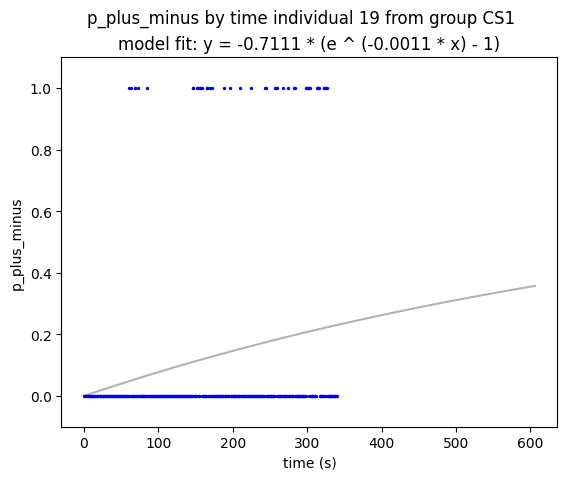 p_plus_minus by time individual 19 from group CS1
model fit: y = -0.7111 * (e ^ (-0.0011 * x) - 1)
1.0
0.8
0.6
0.4
0.2
0.0
p_plus_minus
0 100 200 300 400 500 600
time (s)